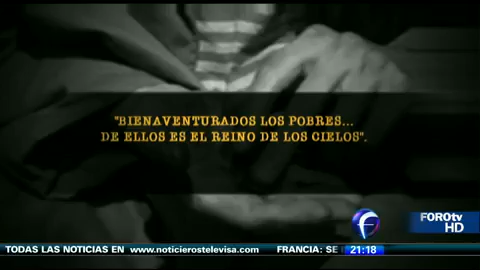 "BIENAVENTURADOS LOS POBRES...
DE ELLOS ES EL REINO DE LOS CIELOS".
FOROtv
HD
TODAS LAS NOTICIAS EN www.noticierostelevisa.com FRANCIA: SE 21:18